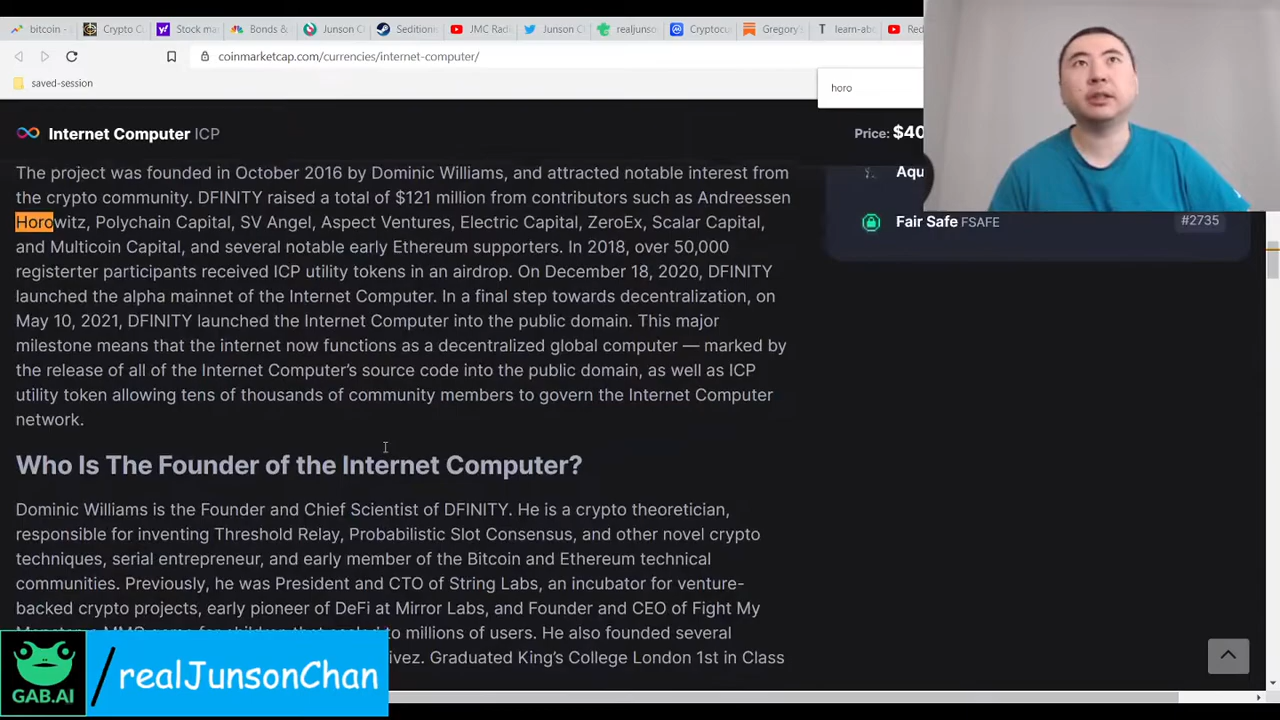 bitcoin -
Crypto C
Stock mar
Bonds &
Junson C
Sedition
JMC Rad
Junson C
realjunso
Cryptocu
Gregory's
learn-abo
Red
coinmarketcap.com/currencies/internet-computer/
saved-session
horo
Internet Computer ICP
Price: $40
The project was founded in October 2016 by Dominic Williams, and attracted notable interest from
the crypto community. DFINITY raised a total of $121 million from contributors such as Andreessen
Horowitz, Polychain Capital, SV Angel, Aspect Ventures, Electric Capital, ZeroEx, Scalar Capital,
and Multicoin Capital, and several notable early Ethereum supporters. In 2018, over 50,000
registerter participants received ICP utility tokens in an airdrop. On December 18, 2020, DFINITY
launched the alpha mainnet of the Internet Computer. In a final step towards decentralization, on
May 10, 2021, DFINITY launched the Internet Computer into the public domain. This major
milestone means that the internet now functions as a decentralized global computer — marked by
the release of all of the Internet Computer's source code into the public domain, as well as ICP
utility token allowing tens of thousands of community members to govern the Internet Computer
network.
Aqu
Fair Safe FSAFE
#2735
Who Is The Founder of the Internet Computer?
Dominic Williams is the Founder and Chief Scientist of DFINITY. He is a crypto theoretician,
responsible for inventing Threshold Relay, Probabilistic Slot Consensus, and other novel crypto
techniques, serial entrepreneur, and early member of the Bitcoin and Ethereum technical
communities. Previously, he was President and CTO of String Labs, an incubator for venture-
backed crypto projects, early pioneer of DeFi at Mirror Labs, and Founder and CEO of Fight My
to millions of users. He also founded several
ivez. Graduated King's College London 1st in Class
GAB.AI
/realJunsonChan